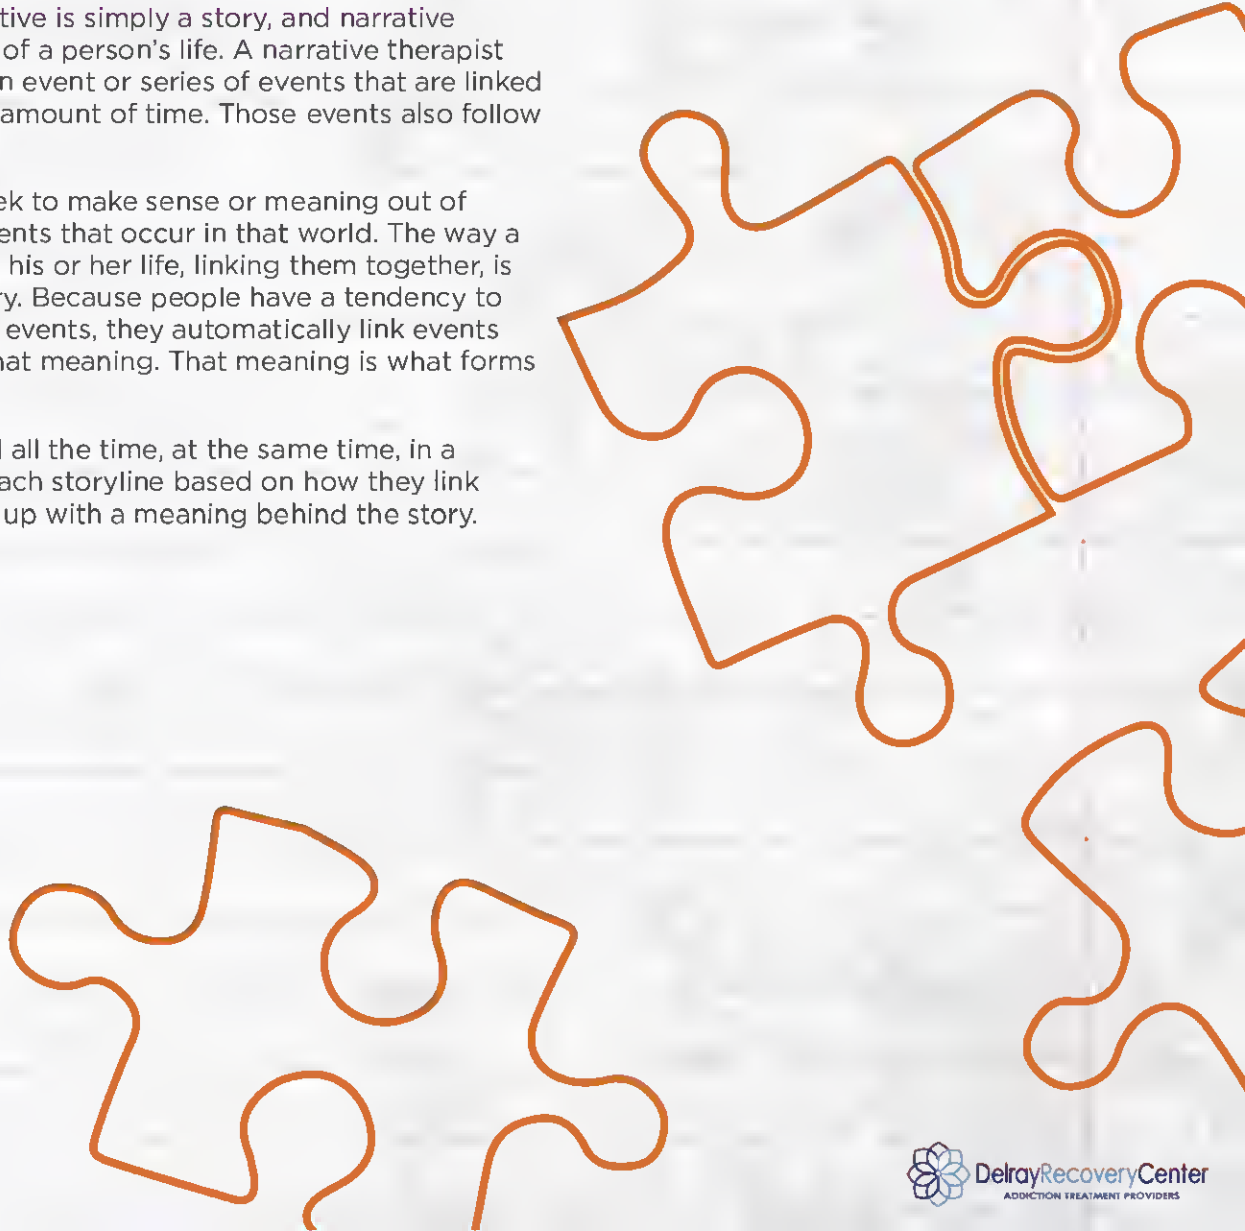 tive is simply a story, and narrative
of a person's life. A narrative therapist
n event or series of events that are linked
amount of time. Those events also follow
ek to make sense or meaning out of
ents that occur in that world. The way a
his or her life, linking them together, is
ry. Because people have a tendency to
events, they automatically link events
hat meaning. That meaning is what forms
all the time, at the same time, in a
ach storyline based on how they link
up with a meaning behind the story.
DelrayRecoveryCenter
ADDICTION TREATMENT PROVIDERS